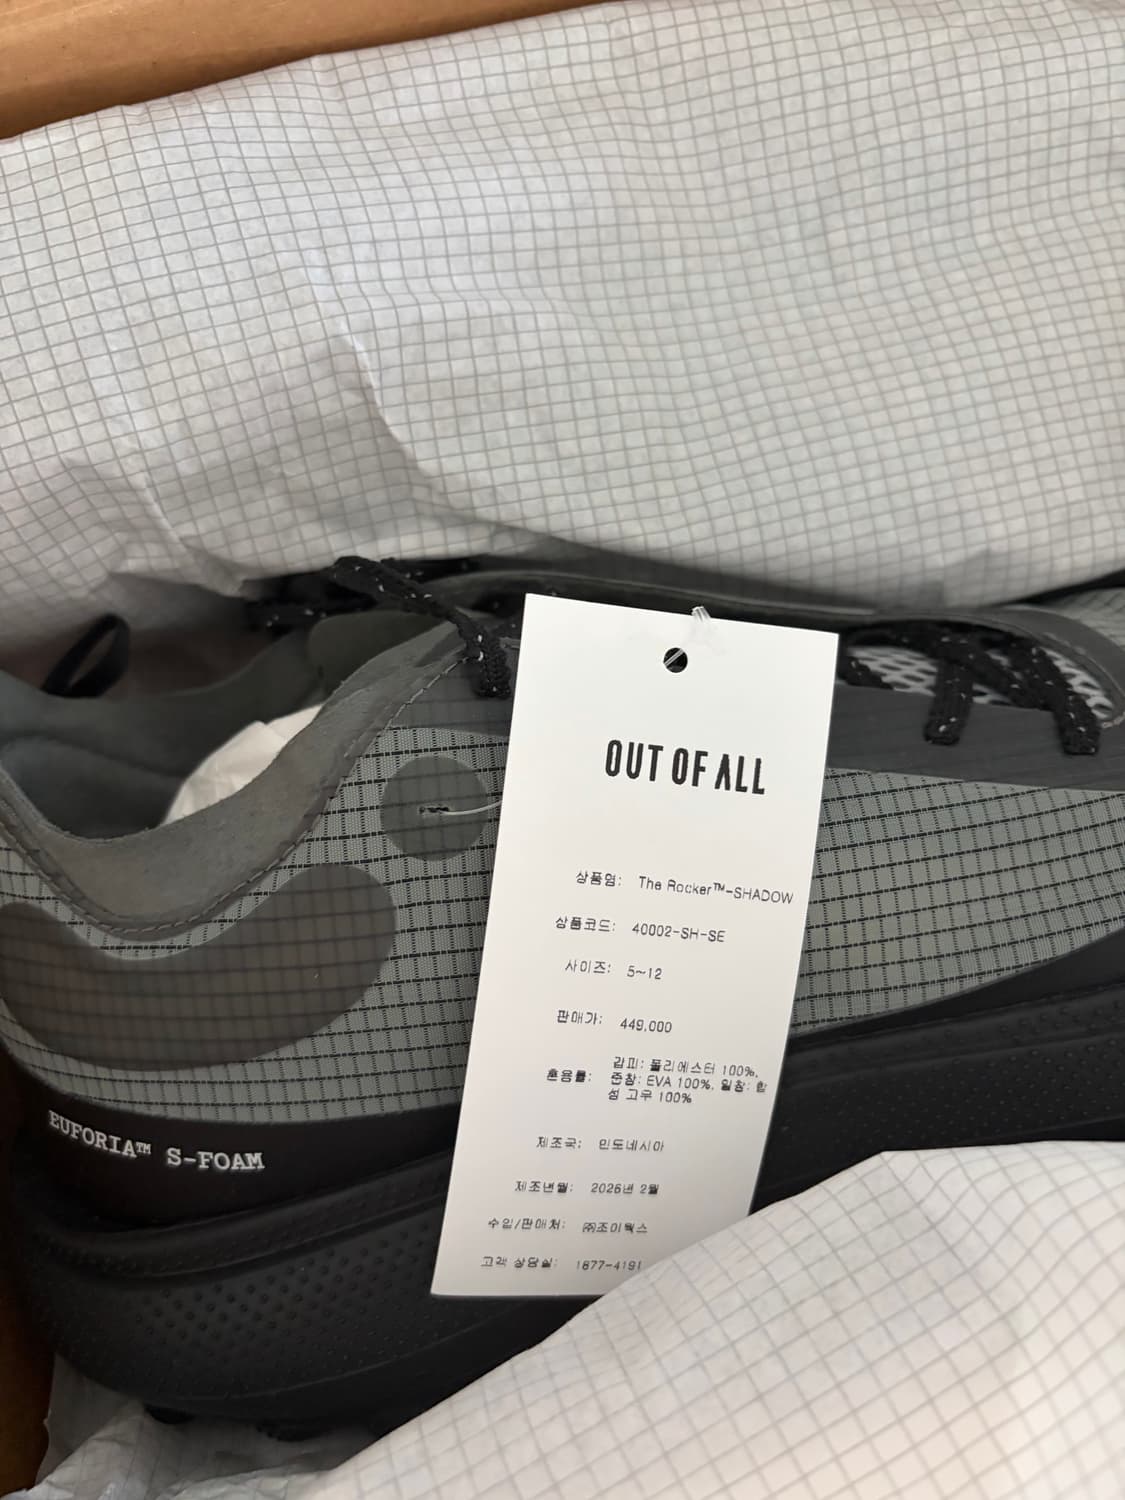 OUT OF ALL
상품명: The Rocker™-SHADOW
상품코드: 40002-SH-SE
사이즈: 5~12
판매가: 449,000
혼용률: 갑피: 폴리에스터 100%,
중창: EVA 100%, 밑창: 합
성 고무 100%
제조국: 인도네시아
제조년월: 2026년 2월
수입/판매처: ㈜조이웍스
고객 상담실: 1877-4191
EUFORIA™ S-FOAM